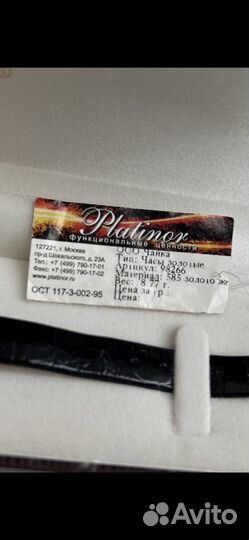 Platinor
функциональные ценности
127221, г. Москва
пр-д Шокальского, д. 23А
Тел.: +7 (499) 790-17-01
Факс: +7 (499) 790-17-02
www.platinor.ru
ОСТ 117-3-002-95
ООО Чайка
Тип: Часы золотые
Артикул: 98266
Материал: 585 золото же
Вес: 8.77 г.
Цена за гр.:
Цена:
Avito